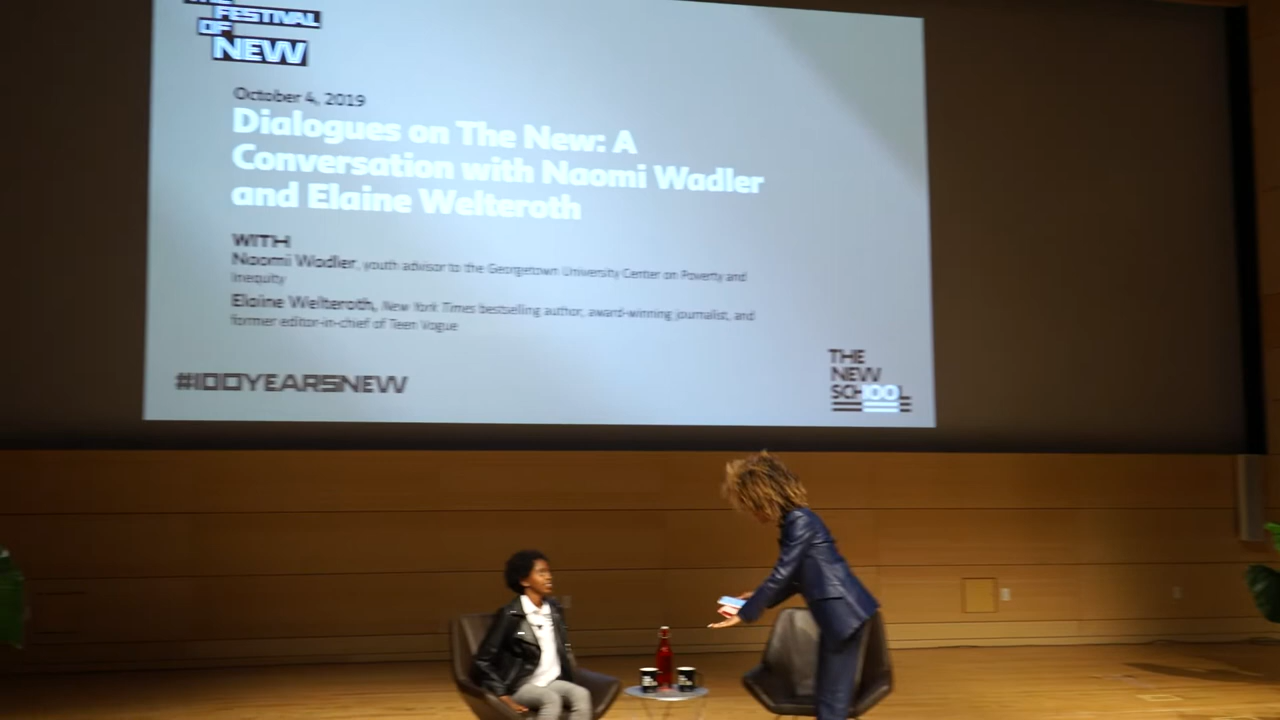 THE
FESTIVAL
OF
NEW
October 4, 2019
Dialogues on The New: A
Conversation with Naomi Wadler
and Elaine Welteroth
WITH
Naomi Wadler, youth advisor to the Georgetown University Center on Poverty and
Inequity
Elaine Welteroth, New York Times bestselling author, award-winning journalist, and
former editor-in-chief of Teen Vogue
#100YEARSNEW
THE
NEW
SCHOOL
100